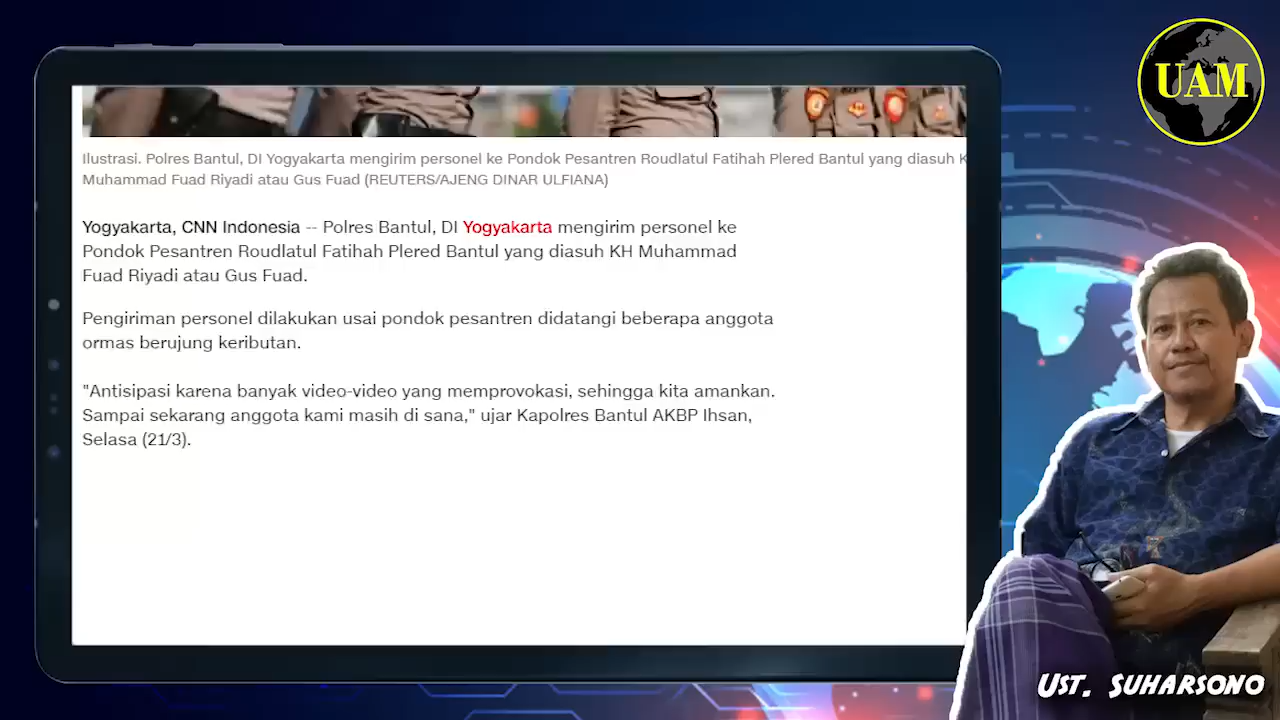 UAM
Ilustrasi. Polres Bantul, DI Yogyakarta mengirim personel ke Pondok Pesantren Roudlatul Fatihah Plered Bantul yang diasuh
Muhammad Fuad Riyadi atau Gus Fuad (REUTERS/AJENG DINAR ULFIANA)
Yogyakarta, CNN Indonesia -- Polres Bantul, DI Yogyakarta mengirim personel ke
Pondok Pesantren Roudlatul Fatihah Plered Bantul yang diasuh KH Muhammad
Fuad Riyadi atau Gus Fuad.
Pengiriman personel dilakukan usai pondok pesantren didatangi beberapa anggota
ormas berujung keributan.
"Antisipasi karena banyak video-video yang memprovokasi, sehingga kita amankan.
Sampai sekarang anggota kami masih di sana," ujar Kapolres Bantul AKBP Ihsan,
Selasa (21/3).
UST. SUHARSONO